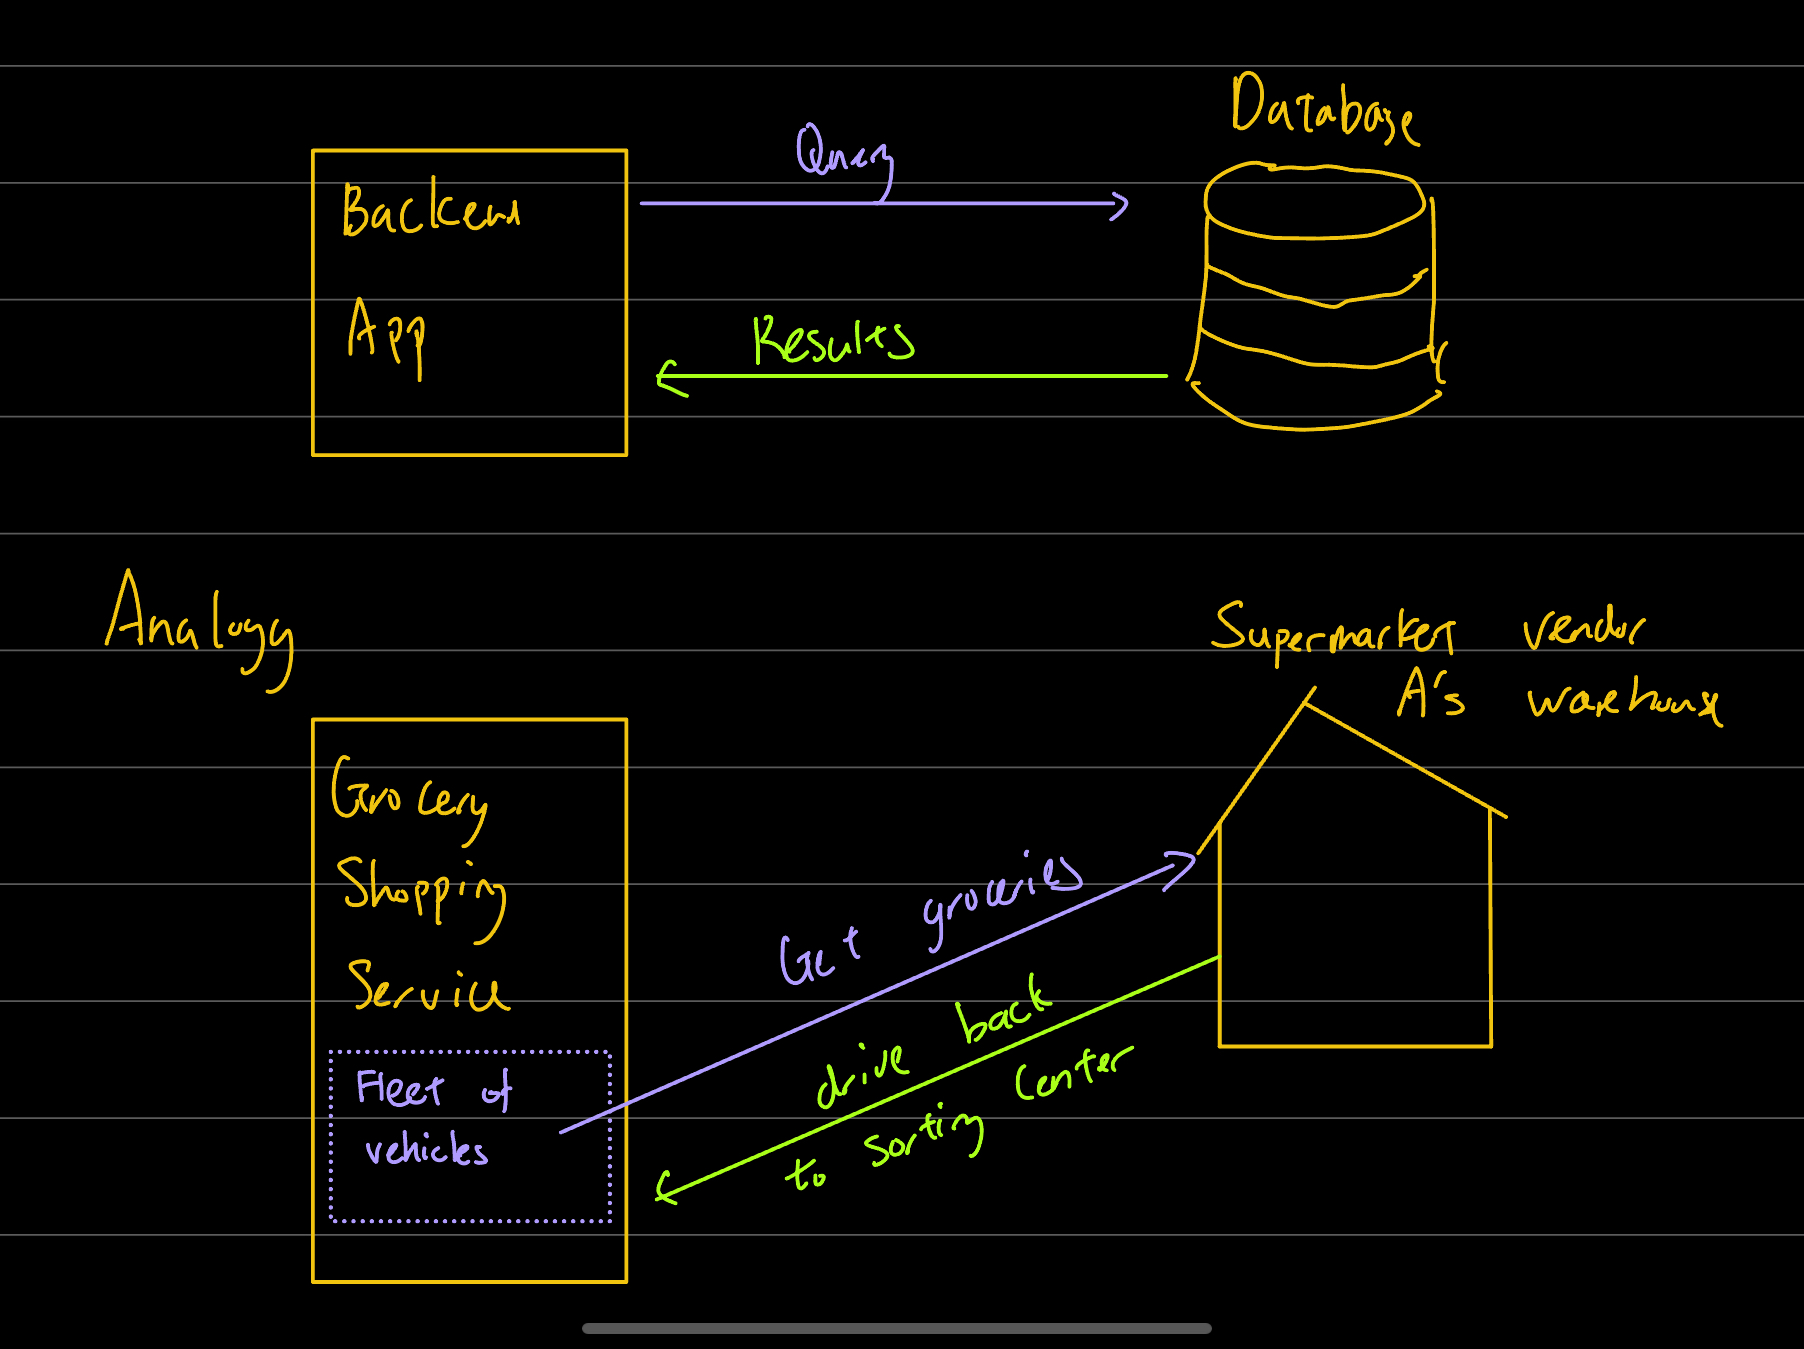 Database
Query
Backend
App
Results
Analogy
Supermarket vendor
A's warehouse
Grocery
Shopping
Service
Fleet of
vehicles
Get groceries
drive back
to sorting center